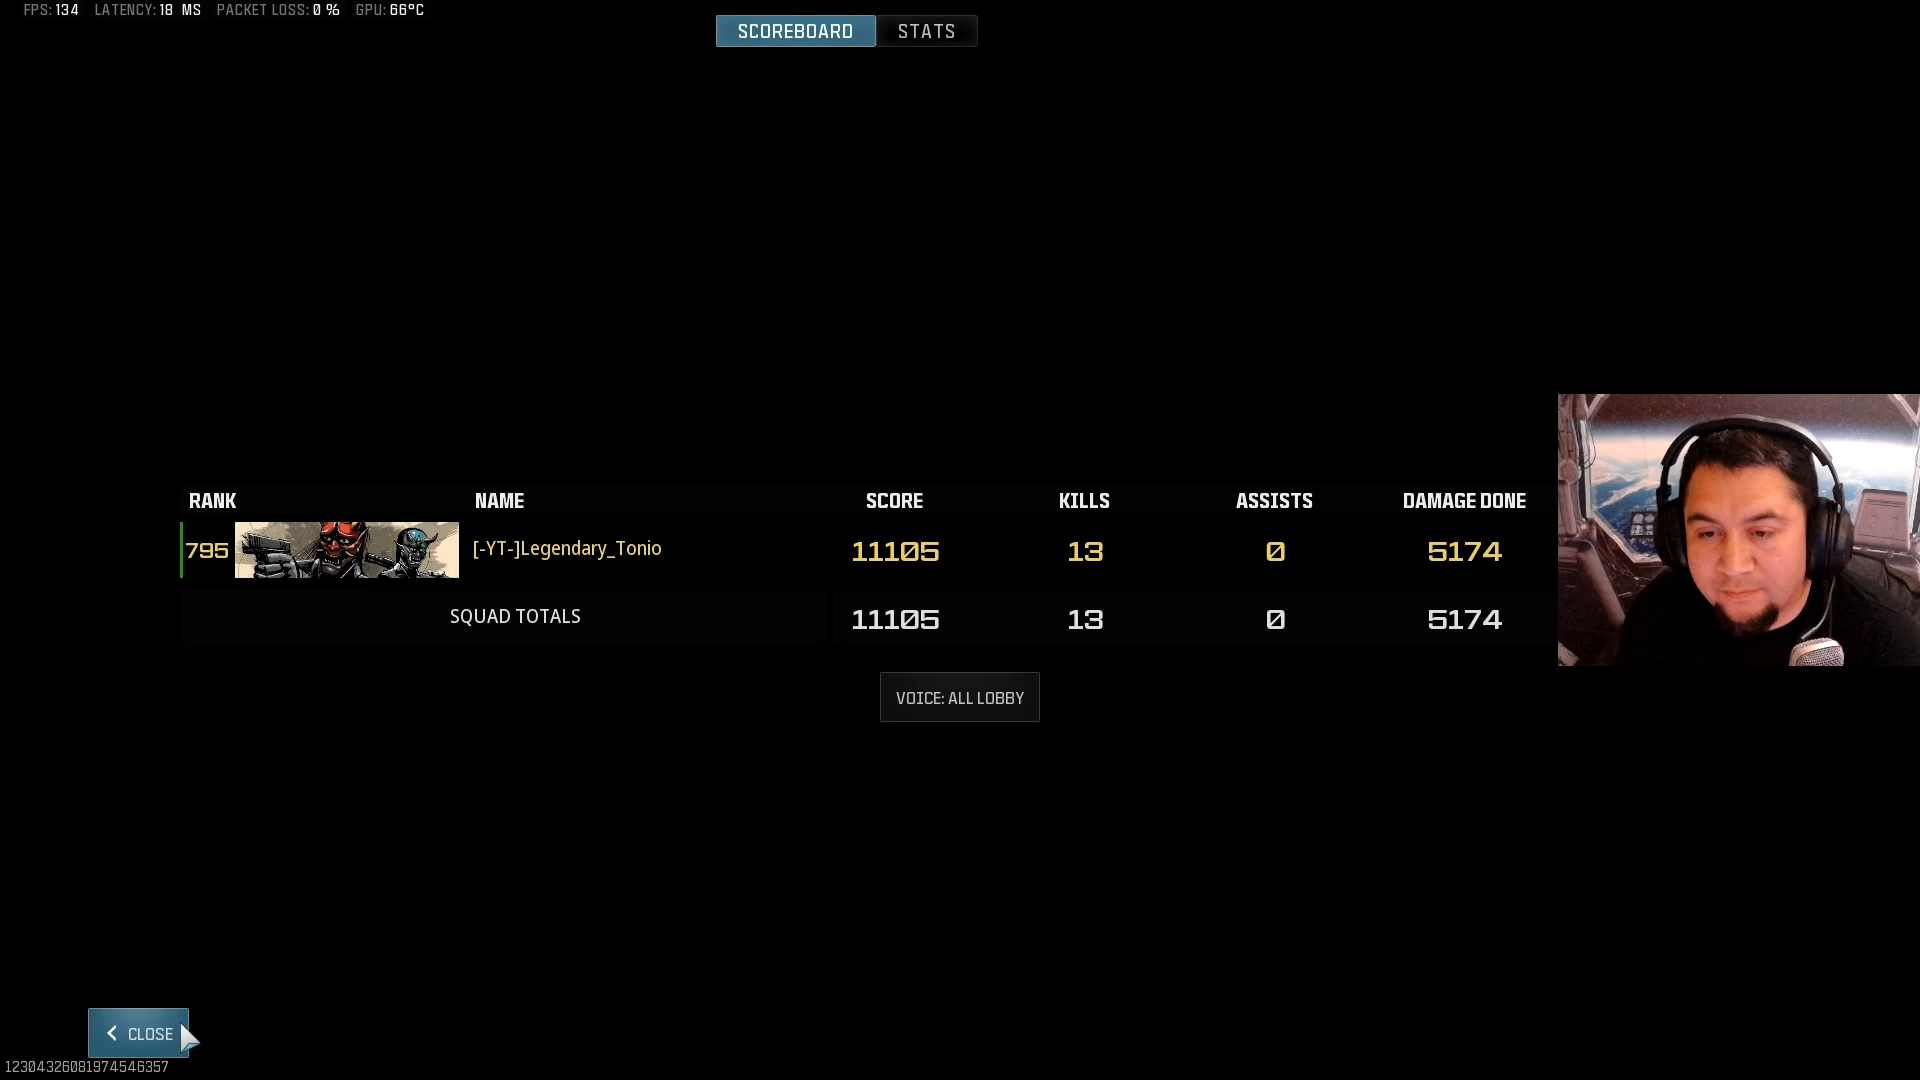 FPS: 134 LATENCY: 18 MS PACKET LOSS: 0 % GPU: 66°C
SCOREBOARD STATS
RANK NAME SCORE KILLS ASSISTS DAMAGE DONE
795 [-YT-]Legendary_Tonio 11105 13 0 5174
SQUAD TOTALS 11105 13 0 5174
VOICE: ALL LOBBY
CLOSE
12304326081974546357